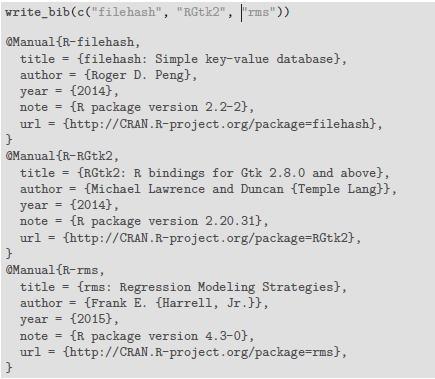 write_bib(c("filehash", "RGtk2", "rms"))
@Manual{R-filehash,
title = {filehash: Simple key-value database},
author = {Roger D. Peng},
year = {2014},
note = {R package version 2.2-2},
url = {http://CRAN.R-project.org/package=filehash},
}
@Manual{R-RGtk2,
title = {RGtk2: R bindings for Gtk 2.8.0 and above},
author = {Michael Lawrence and Duncan {Temple Lang}},
year = {2014},
note = {R package version 2.20.31},
url = {http://CRAN.R-project.org/package=RGtk2},
}
@Manual{R-rms,
title = {rms: Regression Modeling Strategies},
author = {Frank E. {Harrell, Jr.}},
year = {2015},
note = {R package version 4.3-0},
url = {http://CRAN.R-project.org/package=rms},
}